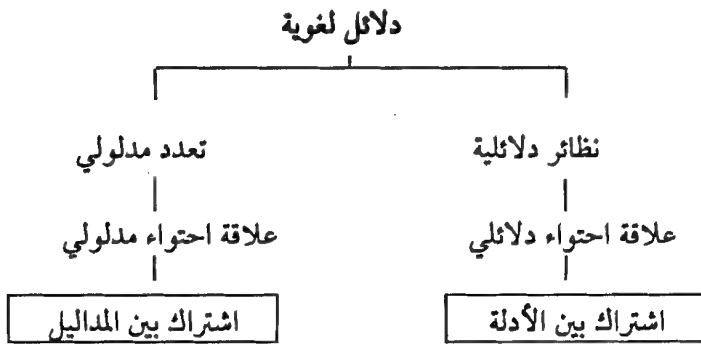 دلائل لغوية
نظائر دلائلية
تعدد مدلولي
علاقة احتواء دلائلي
علاقة احتواء مدلولي
اشتراك بين الأدلة
اشتراك بين المداليل